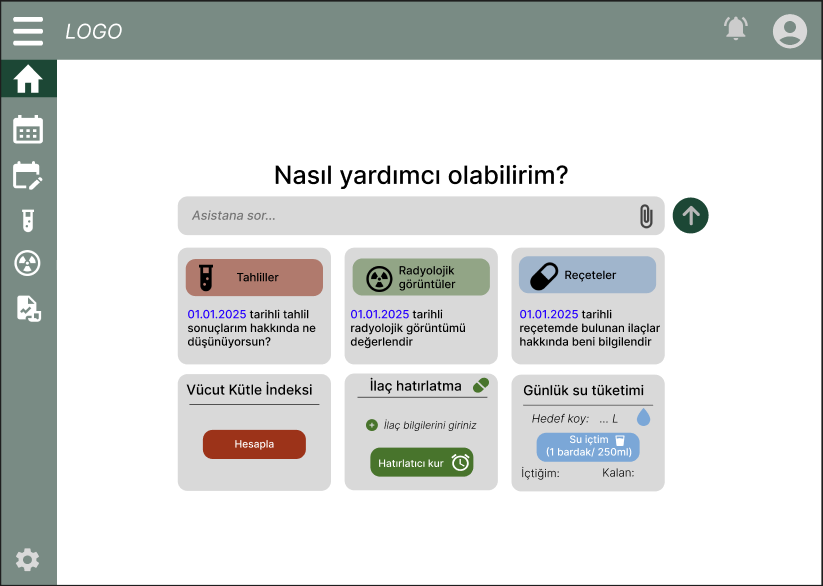 LOGO
Nasıl yardımcı olabilirim?
Asistana sor...
Tahliller
01.01.2025 tarihli tahlil
sonuçlarım hakkında ne
düşünüyorsun?
Radyolojik
görüntüler
01.01.2025 tarihli
radyolojik görüntümü
değerlendir
Reçeteler
01.01.2025 tarihli
reçetemde bulunan ilaçlar
hakkında beni bilgilendir
Vücut Kütle İndeksi
Hesapla
İlaç hatırlatma
İlaç bilgilerini giriniz
Hatırlatıcı kur
Günlük su tüketimi
Hedef koy: ... L
Su içtim
(1 bardak/ 250ml)
İçtiğim: Kalan: